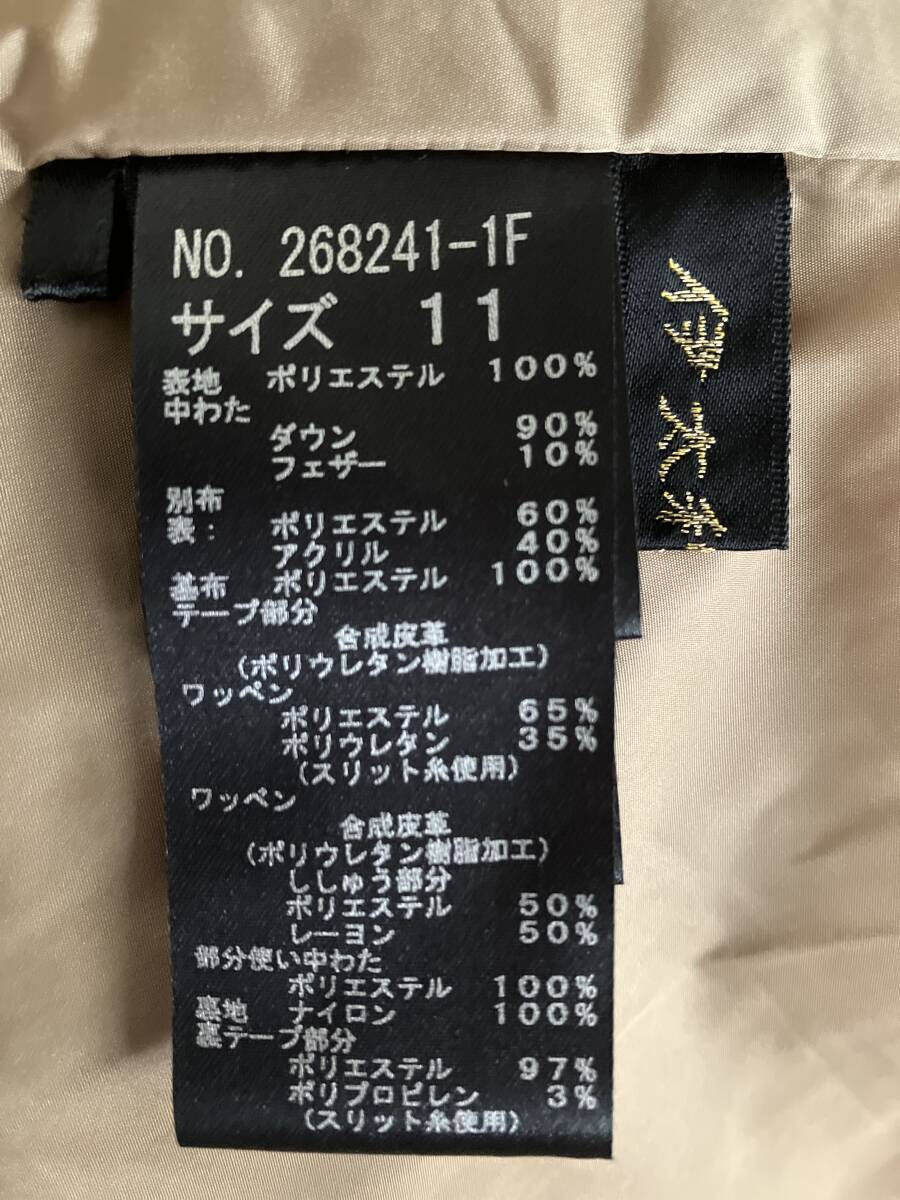 NO. 268241-1F
サイズ 11
表地 ポリエステル 100%
中わた
ダウン 90%
フェザー 10%
別布
表: ポリエステル 60%
アクリル 40%
基布 ポリエステル 100%
テープ部分
合成皮革
(ポリウレタン樹脂加工)
ワッペン
ポリエステル 65%
ポリウレタン 35%
(スリット糸使用)
ワッペン
合成皮革
(ポリウレタン樹脂加工)
ししゅう部分
ポリエステル 50%
レーヨン 50%
部分使い中わた
ポリエステル 100%
裏地 ナイロン 100%
裏テープ部分
ポリエステル 97%
ポリプロピレン 3%
(スリット糸使用)
伊太